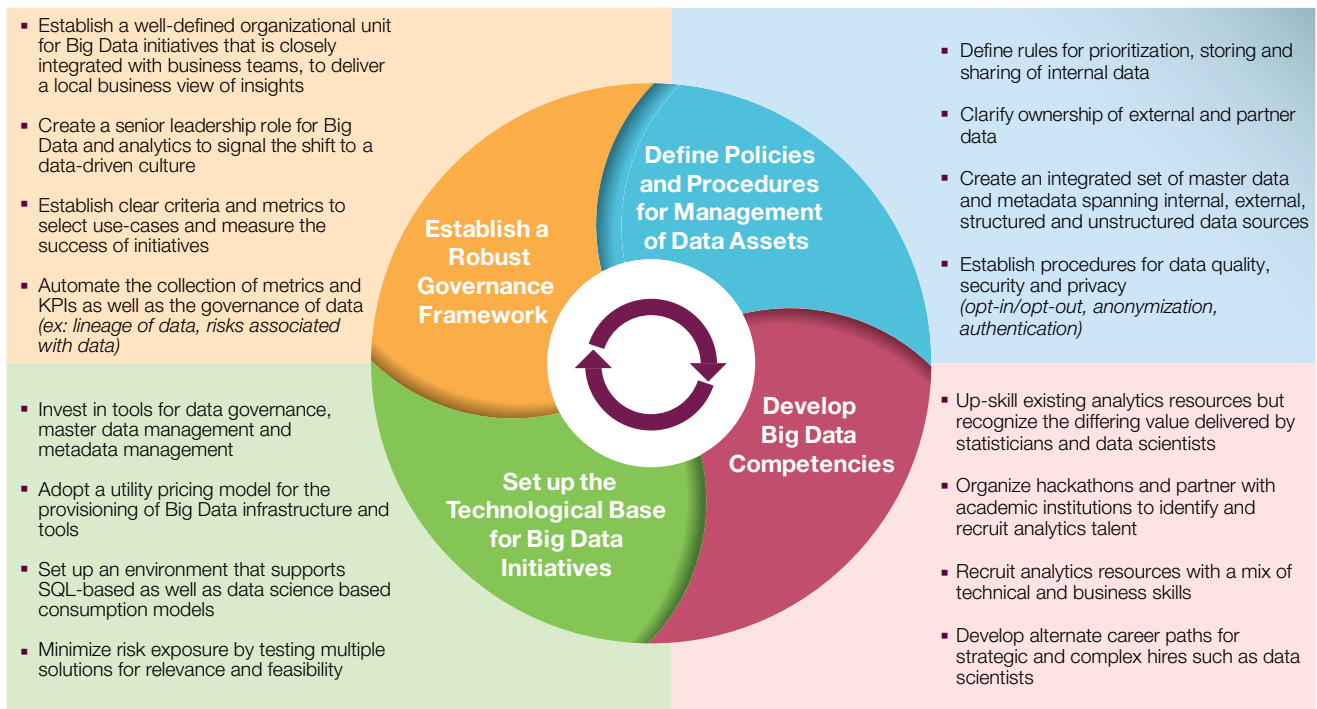 ▪ Establish a well-defined organizational unit
for Big Data initiatives that is closely
integrated with business teams, to deliver
a local business view of insights
▪ Create a senior leadership role for Big
Data and analytics to signal the shift to a
data-driven culture
▪ Establish clear criteria and metrics to
select use-cases and measure the
success of initiatives
▪ Automate the collection of metrics and
KPIs as well as the governance of data
(ex: lineage of data, risks associated
with data)
Establish a
Robust
Governance
Framework
Define Policies
and Procedures
for Management
of Data Assets
▪ Define rules for prioritization, storing and
sharing of internal data
▪ Clarify ownership of external and partner
data
▪ Create an integrated set of master data
and metadata spanning internal, external,
structured and unstructured data sources
▪ Establish procedures for data quality,
security and privacy
(opt-in/opt-out, anonymization,
authentication)
▪ Invest in tools for data governance,
master data management and
metadata management
▪ Adopt a utility pricing model for the
provisioning of Big Data infrastructure and
tools
▪ Set up an environment that supports
SQL-based as well as data science based
consumption models
▪ Minimize risk exposure by testing multiple
solutions for relevance and feasibility
Set up the
Technological Base
for Big Data
Initiatives
Develop
Big Data
Competencies
▪ Up-skill existing analytics resources but
recognize the differing value delivered by
statisticians and data scientists
▪ Organize hackathons and partner with
academic institutions to identify and
recruit analytics talent
▪ Recruit analytics resources with a mix of
technical and business skills
▪ Develop alternate career paths for
strategic and complex hires such as data
scientists